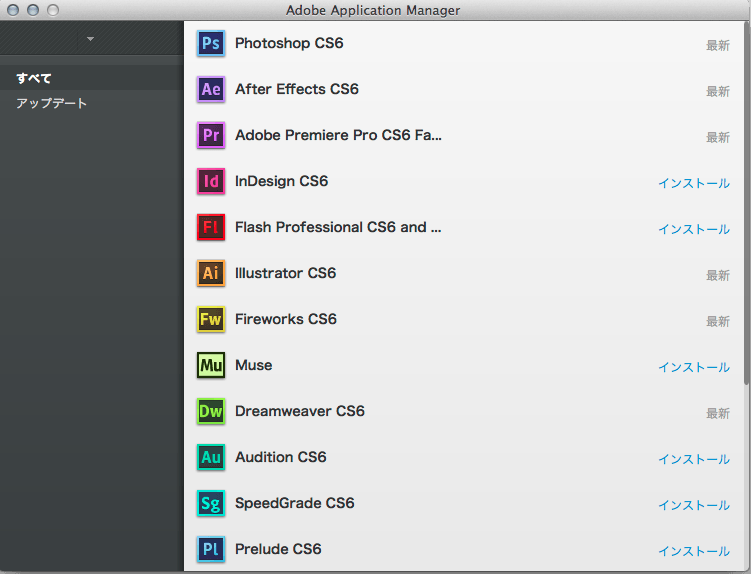 Adobe Application Manager
すべて
アップデート
Ps Photoshop CS6 最新
Ae After Effects CS6 最新
Pr Adobe Premiere Pro CS6 Fa... 最新
Id InDesign CS6 インストール
Fl Flash Professional CS6 and ... インストール
Ai Illustrator CS6 最新
Fw Fireworks CS6 最新
Mu Muse インストール
Dw Dreamweaver CS6 最新
Au Audition CS6 インストール
Sg SpeedGrade CS6 インストール
Pl Prelude CS6 インストール